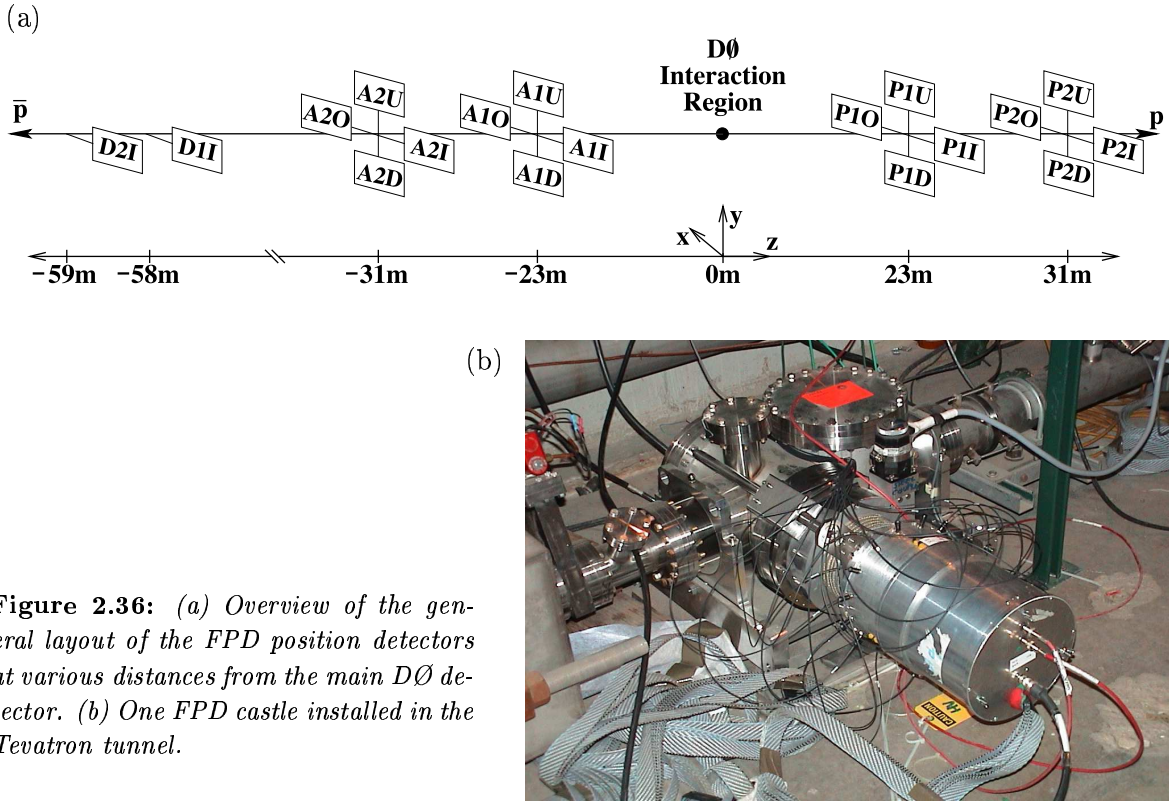 (a)
DØ
Interaction
Region
p̅
p
A2U
A1U
P1U
P2U
A2O
A1O
P1O
P2O
D2I
D1I
A2I
A1I
P1I
P2I
A2D
A1D
P1D
P2D
y
x
z
−59m −58m −31m −23m 0m 23m 31m
(b)
CAUTION
HV
Figure 2.36: (a) Overview of the gen-
eral layout of the FPD position detectors
at various distances from the main DØ de-
tector. (b) One FPD castle installed in the
Tevatron tunnel.